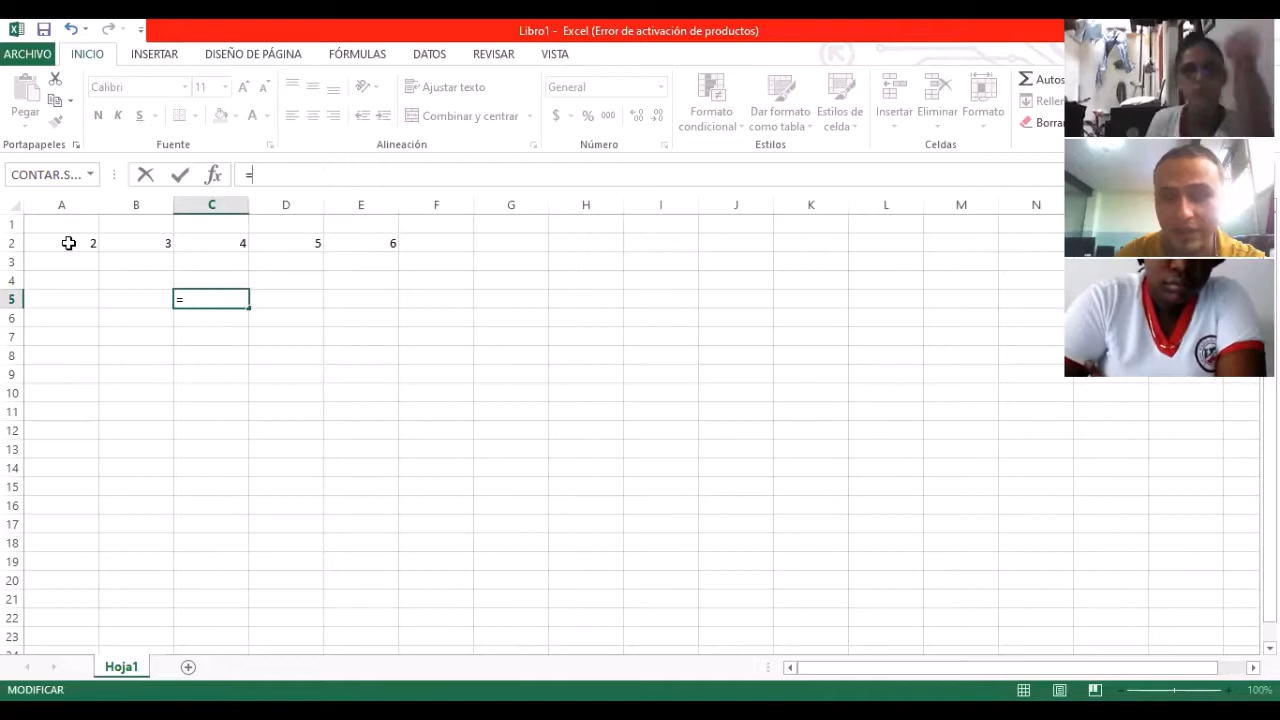 Libro1 - Excel (Error de activación de productos)
ARCHIVO INICIO INSERTAR DISEÑO DE PÁGINA FÓRMULAS DATOS REVISAR VISTA
Pegar
Calibri 11
N K S
A A
A
Ajustar texto
Combinar y centrar
General
$ % 000
Formato condicional
Dar formato como tabla
Estilos de celda
Insertar
Eliminar
Formato
Σ Autos
Reller
Borra
Portapapeles Fuente Alineación Número Estilos Celdas
CONTAR.S... fx =
A B C D E F G H I J K L M N
1
2 2 3 4 5 6
3
4
5 =
6
7
8
9
10
11
12
13
14
15
16
17
18
19
20
21
22
23
24
Hoja1
MODIFICAR 100%